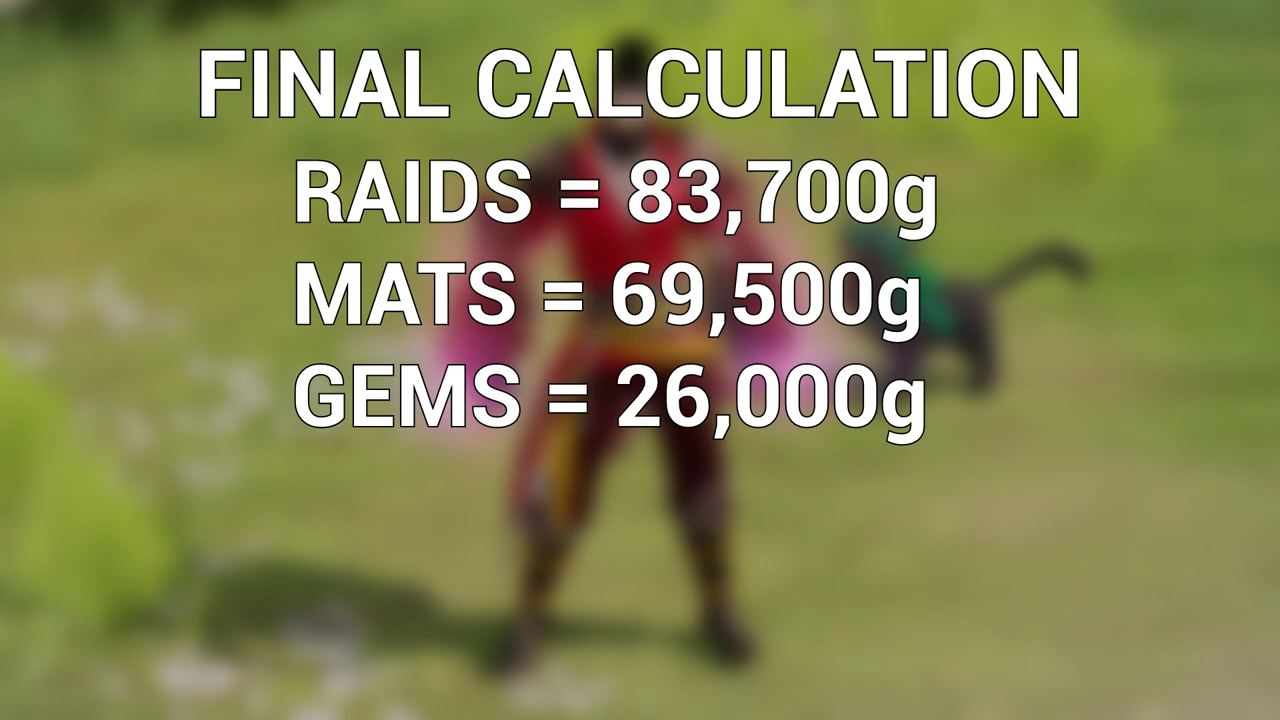 FINAL CALCULATION
RAIDS = 83,700g
MATS = 69,500g
GEMS = 26,000g